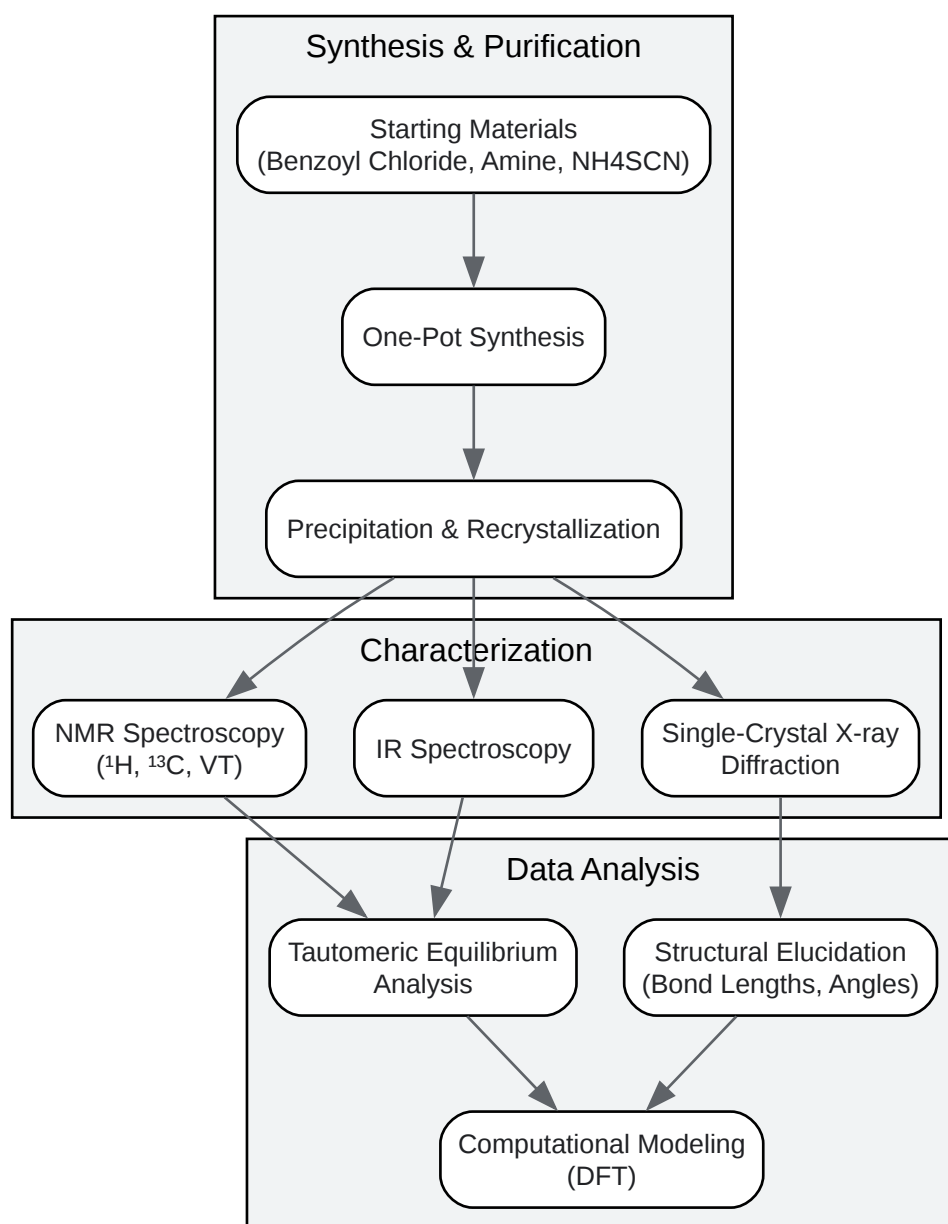 Synthesis & Purification
Starting Materials
(Benzoyl Chloride, Amine, NH4SCN)
One-Pot Synthesis
Precipitation & Recrystallization
Characterization
NMR Spectroscopy
(¹H, ¹³C, VT)
IR Spectroscopy
Single-Crystal X-ray
Diffraction
Data Analysis
Tautomeric Equilibrium
Analysis
Structural Elucidation
(Bond Lengths, Angles)
Computational Modeling
(DFT)